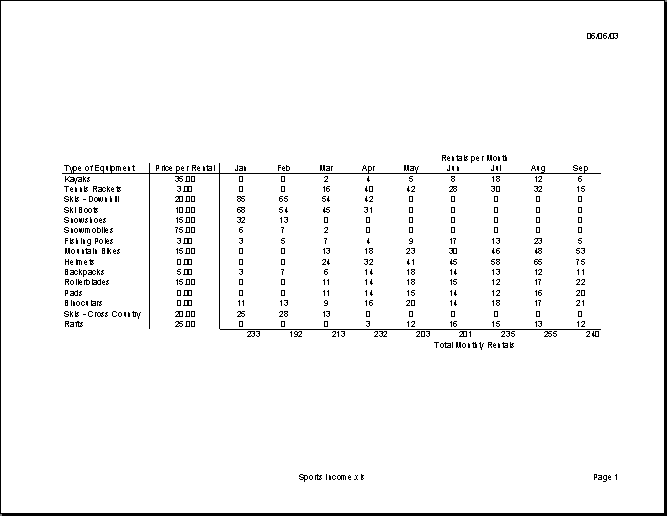 06/06/03
Rentals per Month
Type of Equipment Price per Rental Jan Feb Mar Apr May Jun Jul Aug Sep
Kayaks 35.00 0 0 2 4 5 8 18 12 6
Tennis Rackets 3.00 0 0 16 40 42 28 30 32 15
Skis - Downhill 20.00 85 65 54 42 0 0 0 0 0
Ski Boots 10.00 68 54 45 31 0 0 0 0 0
Snowshoes 15.00 32 13 0 0 0 0 0 0 0
Snowmobiles 75.00 6 7 2 0 0 0 0 0 0
Fishing Poles 3.00 3 5 7 4 9 17 13 23 5
Mountain Bikes 15.00 0 0 13 18 23 30 46 48 53
Helmets 0.00 0 0 24 32 41 45 58 65 75
Backpacks 5.00 3 7 6 14 18 14 13 12 11
Rollerblades 15.00 0 0 11 14 18 15 12 17 22
Pads 0.00 0 0 11 14 15 14 12 16 20
Binoculars 0.00 11 13 9 16 20 14 18 17 21
Skis - Cross Country 20.00 25 28 13 0 0 0 0 0 0
Rafts 25.00 0 0 0 3 12 16 15 13 12
233 192 213 232 203 201 235 255 240
Total Monthly Rentals
Sports Income.xls Page 1